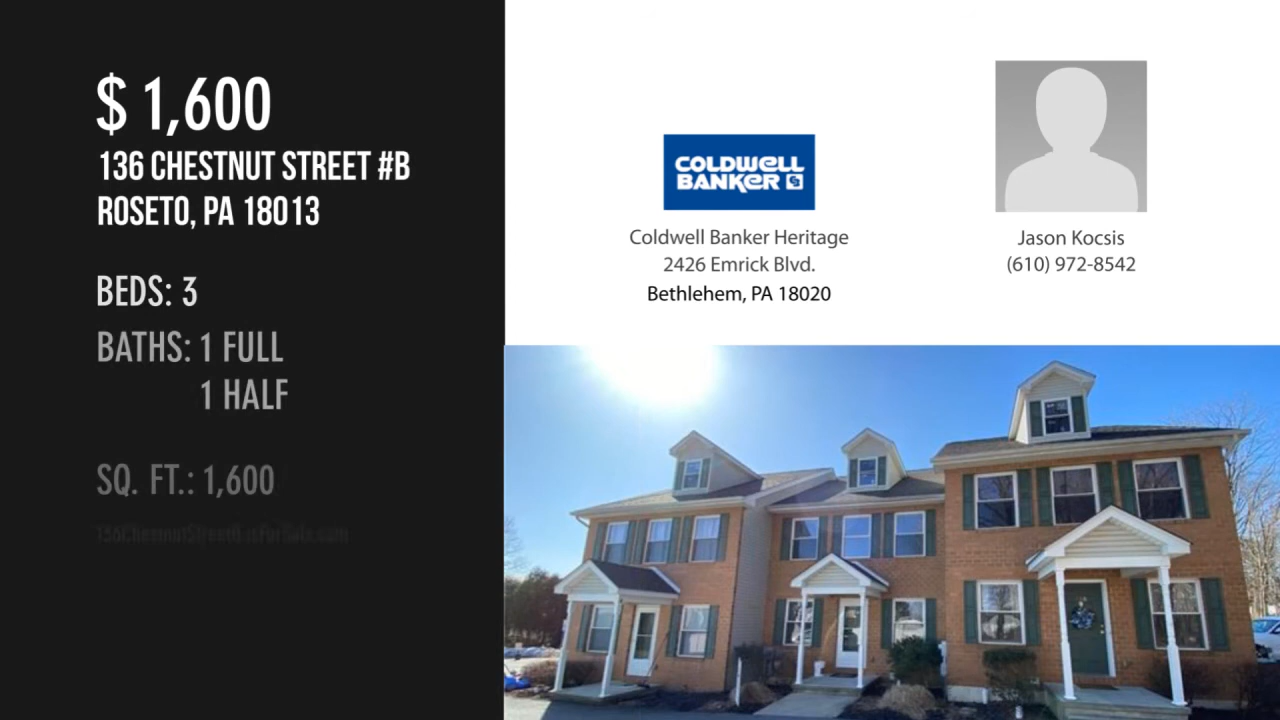 $ 1,600
136 CHESTNUT STREET #B
ROSETO, PA 18013
BEDS: 3
BATHS: 1 FULL
1 HALF
SQ. FT.: 1,600
COLDWELL
BANKER
Coldwell Banker Heritage
2426 Emrick Blvd.
Bethlehem, PA 18020
Jason Kocsis
(610) 972-8542